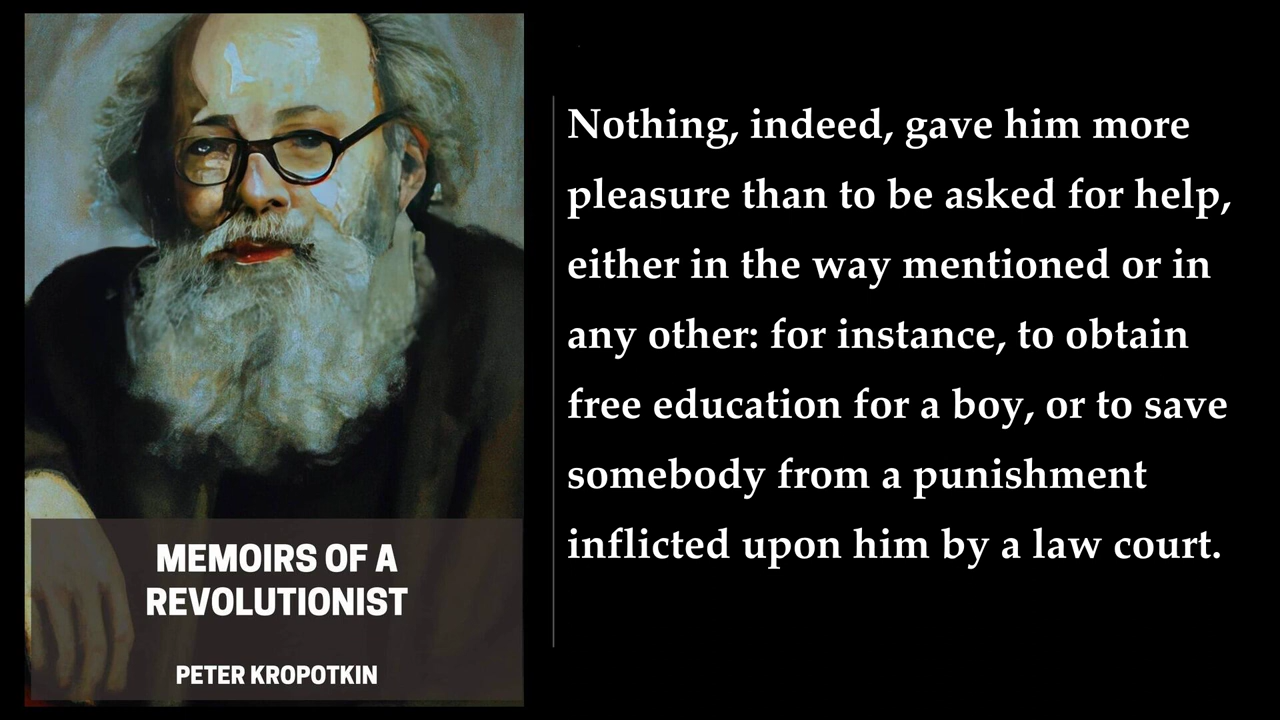 MEMOIRS OF A
REVOLUTIONIST
PETER KROPOTKIN
Nothing, indeed, gave him more
pleasure than to be asked for help,
either in the way mentioned or in
any other: for instance, to obtain
free education for a boy, or to save
somebody from a punishment
inflicted upon him by a law court.